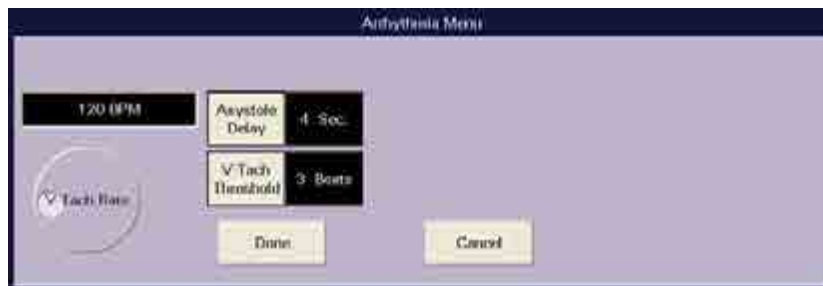 Arrhythmia Menu
120 BPM
Asystole
Delay
4 Sec.
V Tach Rate
V Tach
Threshold
3 Beats
Done
Cancel